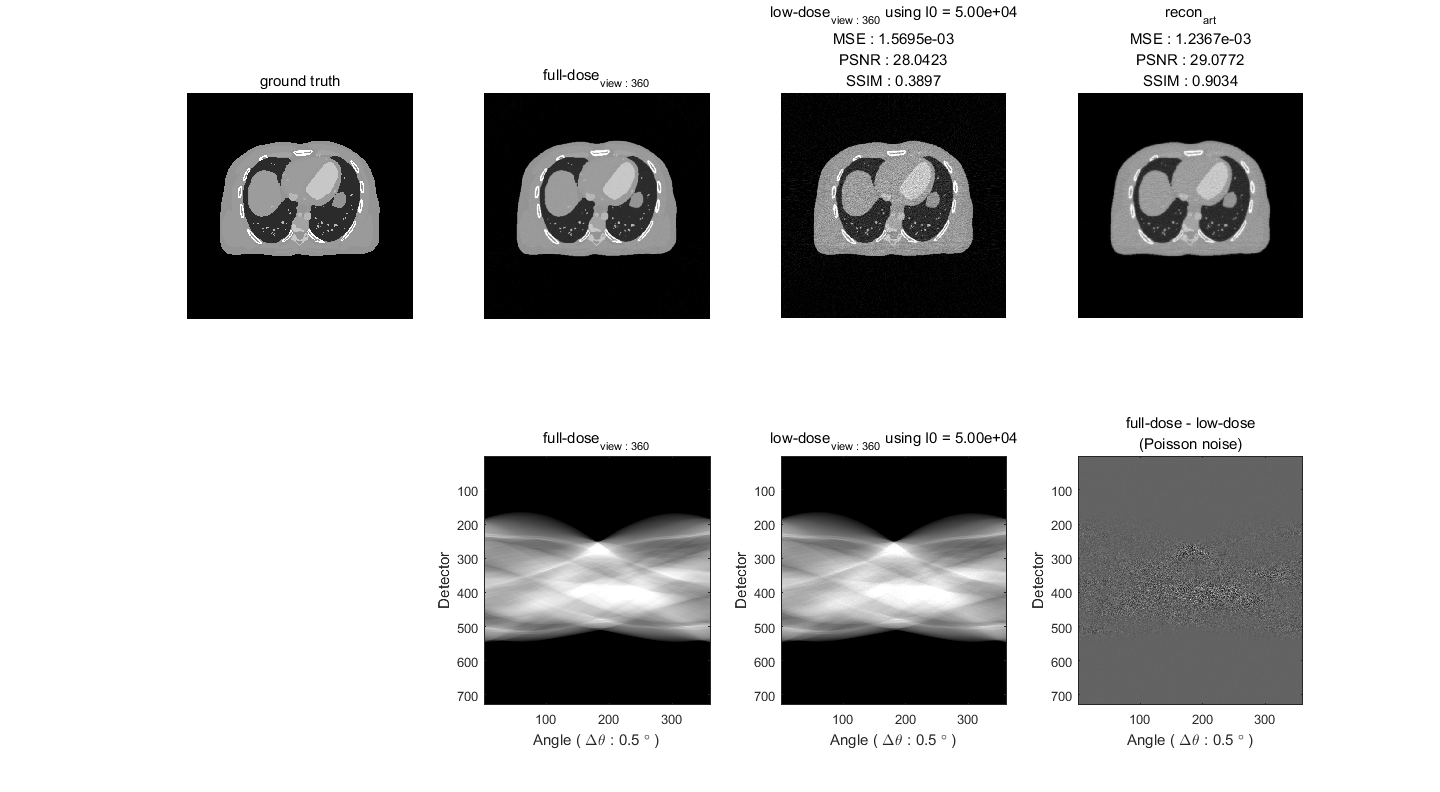 ground truth
full-dose view : 360
low-dose view : 360 using I0 = 5.00e+04
MSE : 1.5695e-03
PSNR : 28.0423
SSIM : 0.3897
recon art
MSE : 1.2367e-03
PSNR : 29.0772
SSIM : 0.9034
full-dose view : 360
Detector
100
200
300
400
500
600
700
100 200 300
Angle ( Δθ : 0.5 ° )
low-dose view : 360 using I0 = 5.00e+04
Detector
100
200
300
400
500
600
700
100 200 300
Angle ( Δθ : 0.5 ° )
full-dose - low-dose
(Poisson noise)
Detector
100
200
300
400
500
600
700
100 200 300
Angle ( Δθ : 0.5 ° )